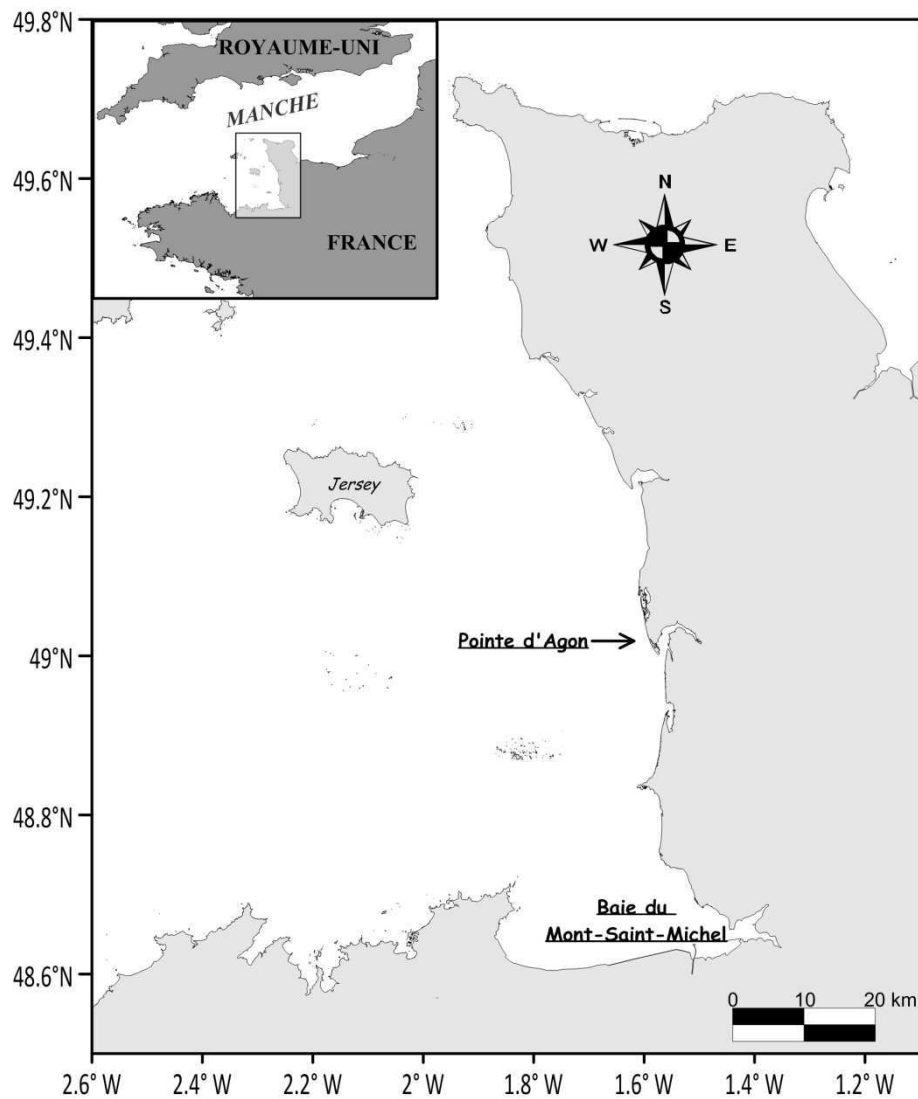 49.8°N
ROYAUME-UNI
MANCHE
FRANCE
49.6°N
N
W
E
S
49.4°N
Jersey
49.2°N
Pointe d'Agon
49°N
48.8°N
Baie du
Mont-Saint-Michel
48.6°N
0 10 20 km
2.6° W 2.4° W 2.2° W 2° W 1.8° W 1.6° W 1.4° W 1.2° W